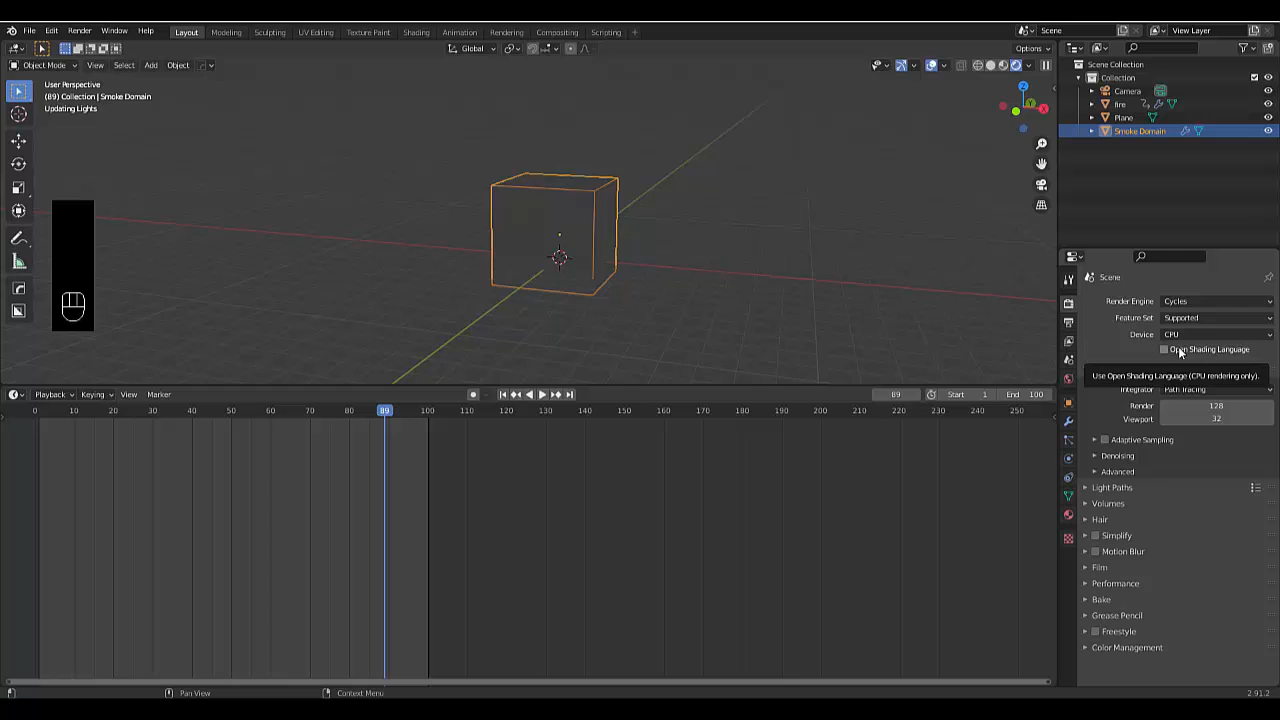 File Edit Render Window Help Layout Modeling Sculpting UV Editing Texture Paint Shading Animation Rendering Compositing Scripting + Scene View Layer
Global Options
Object Mode View Select Add Object
User Perspective
(89) Collection | Smoke Domain
Updating Lights
Scene Collection
Collection
Camera
fire
Plane
Smoke Domain
X
Y
Z
Scene
Render Engine Cycles
Feature Set Supported
Device CPU
Open Shading Language
Use Open Shading Language (CPU rendering only).
Integrator Path Tracing
Render 128
Viewport 32
Adaptive Sampling
Denoising
Advanced
Light Paths
Volumes
Hair
Simplify
Motion Blur
Film
Performance
Bake
Grease Pencil
Freestyle
Color Management
Playback Keying View Marker 89 Start 1 End 100
0 10 20 30 40 50 60 70 80 89 100 110 120 130 140 150 160 170 180 190 200 210 220 230 240 250
Pan View Context Menu 2.91.2